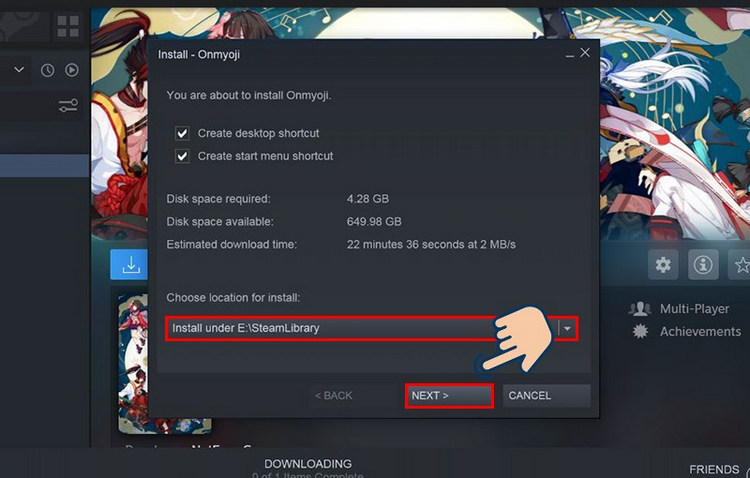 Install - Onmyoji
You are about to install Onmyoji.
Create desktop shortcut
Create start menu shortcut
Disk space required: 4.28 GB
Disk space available: 649.98 GB
Estimated download time: 22 minutes 36 seconds at 2 MB/s
Choose location for install:
Install under E:\SteamLibrary
Multi-Player
Achievements
< BACK
NEXT >
CANCEL
DOWNLOADING
0 of 1 Items Complete
FRIENDS